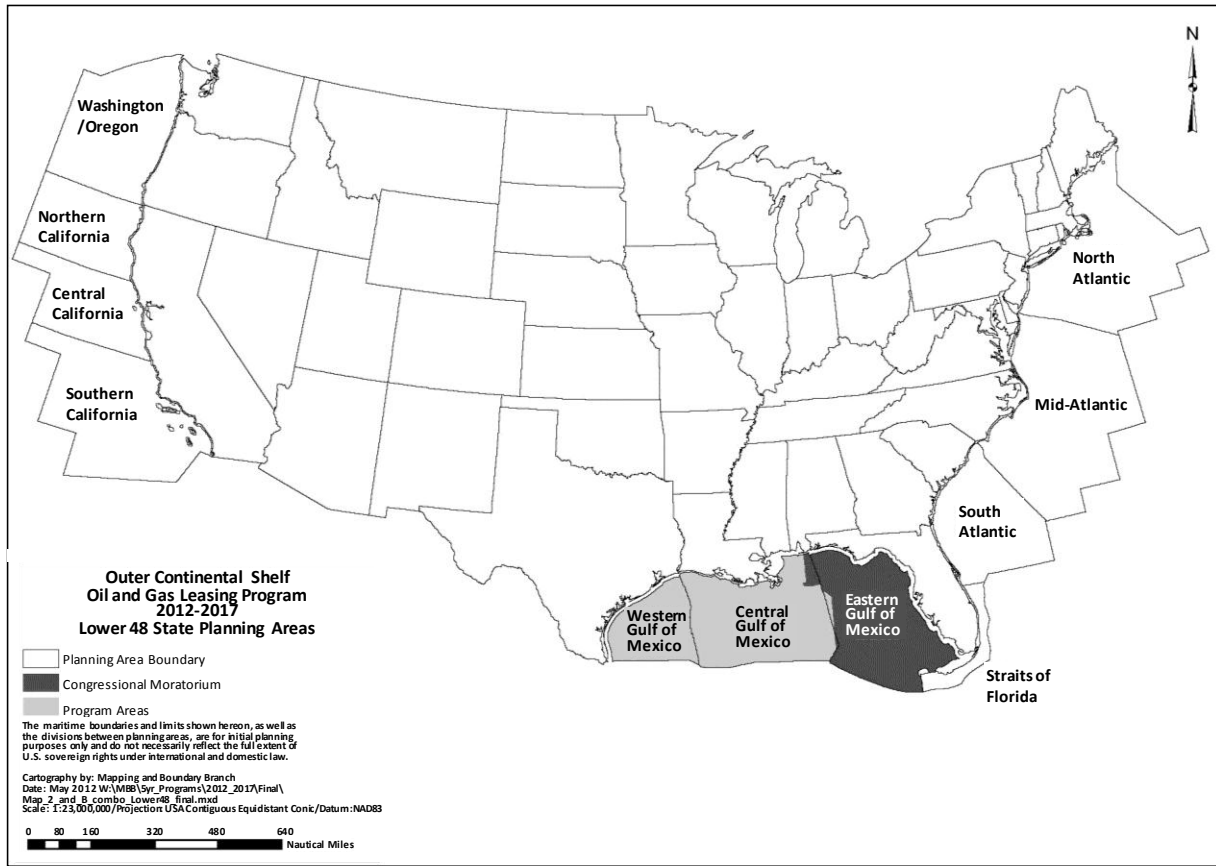 N
Washington
/Oregon
Northern
California
Central
California
Southern
California
North
Atlantic
Mid-Atlantic
South
Atlantic
Straits of
Florida
Western
Gulf of
Mexico
Central
Gulf of
Mexico
Eastern
Gulf of
Mexico
Outer Continental Shelf
Oil and Gas Leasing Program
2012-2017
Lower 48 State Planning Areas
Planning Area Boundary
Congressional Moratorium
Program Areas
The maritime boundaries and limits shown hereon, as well as
the divisions between planning areas, are for initial planning
purposes only and do not necessarily reflect the full extent of
U.S. sovereign rights under international and domestic law.
Cartography by: Mapping and Boundary Branch
Date: May 2012 W:\MBB\5yr_Programs\2012_2017\Final\
Map_2_and_B_combo_Lower48_final.mxd
Scale: 1:23,000,000/Projection: USA Contiguous Equidistant Conic/Datum: NAD83
0 80 160 320 480 640
Nautical Miles